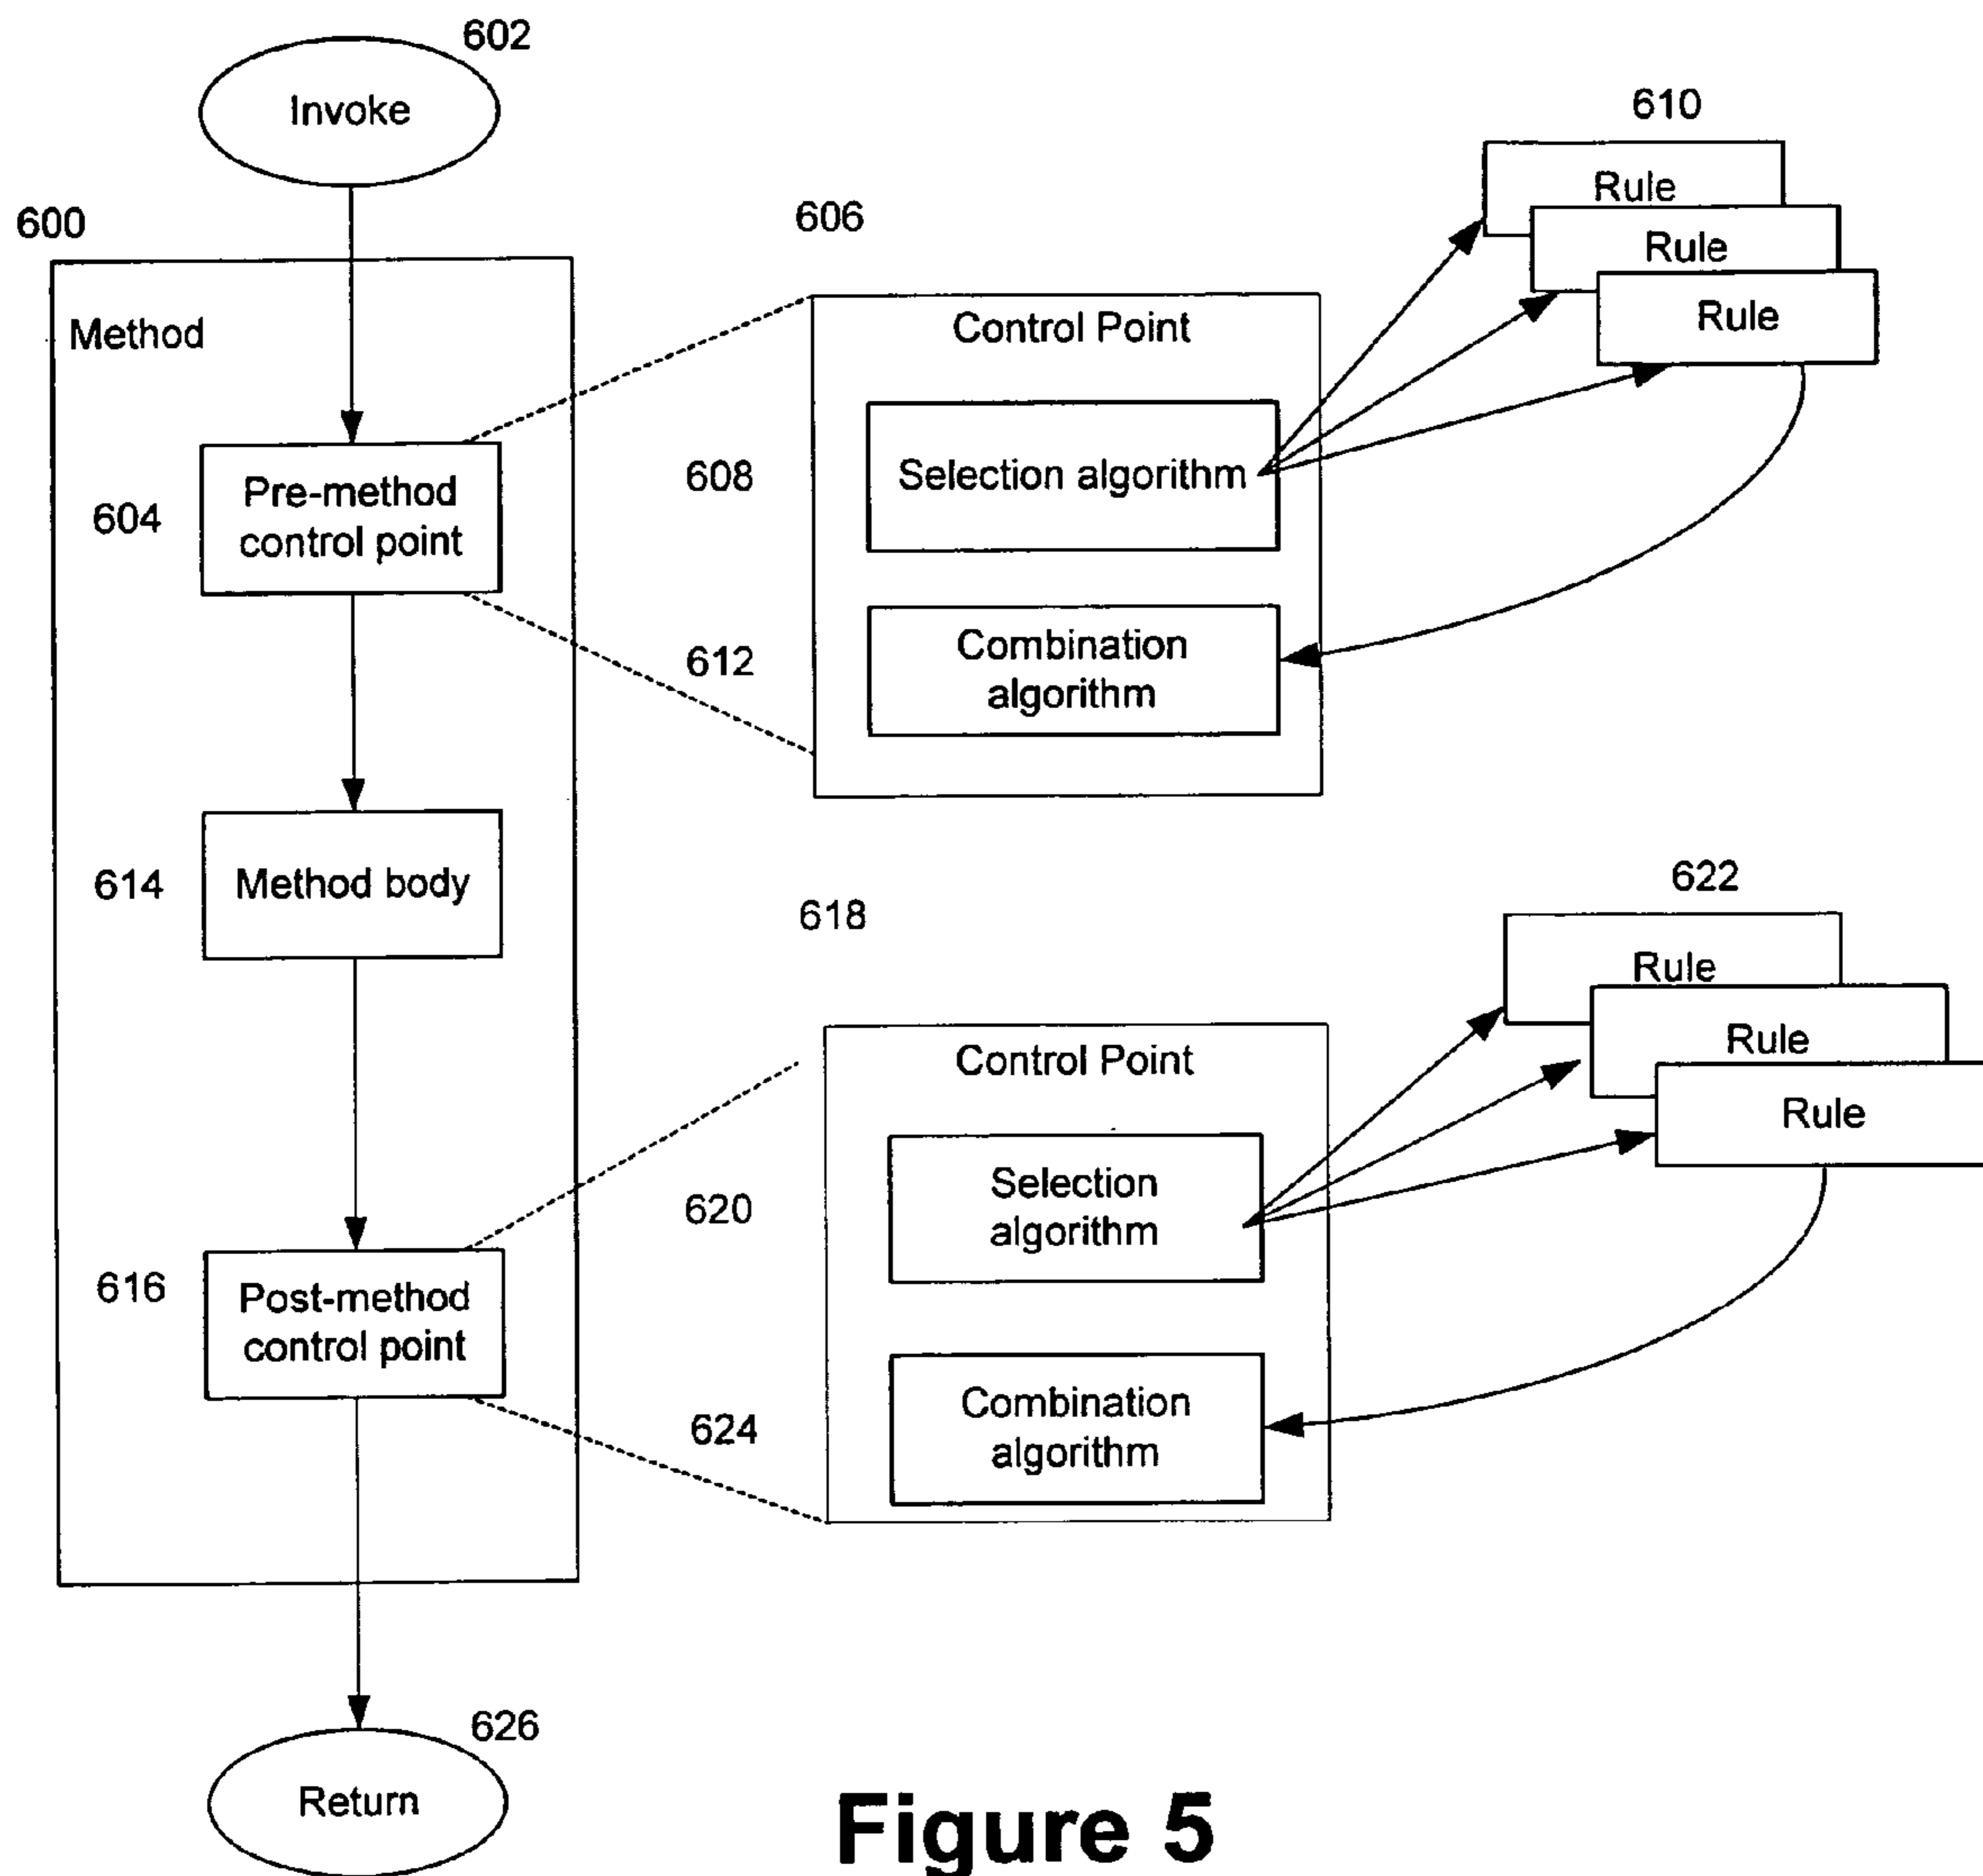 602
Invoke
610
Rule
Rule
Rule
600
606
Method
Control Point
608
Selection algorithm
604
Pre-method
control point
612
Combination
algorithm
614
Method body
618
622
Rule
Rule
Rule
Control Point
620
Selection
algorithm
616
Post-method
control point
624
Combination
algorithm
626
Return
Figure 5